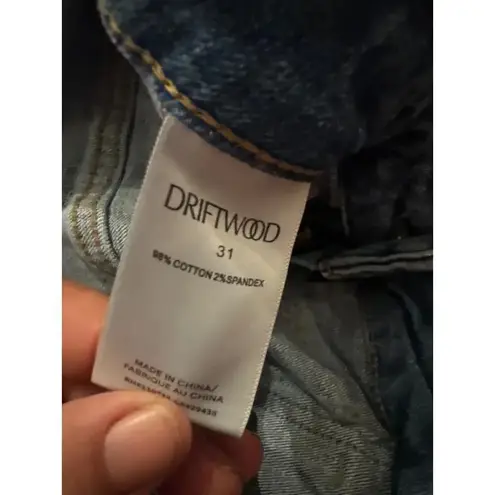 DRIFTWOOD
31
98% COTTON 2%SPANDEX
MADE IN CHINA/
FABRIQUE AU CHINA